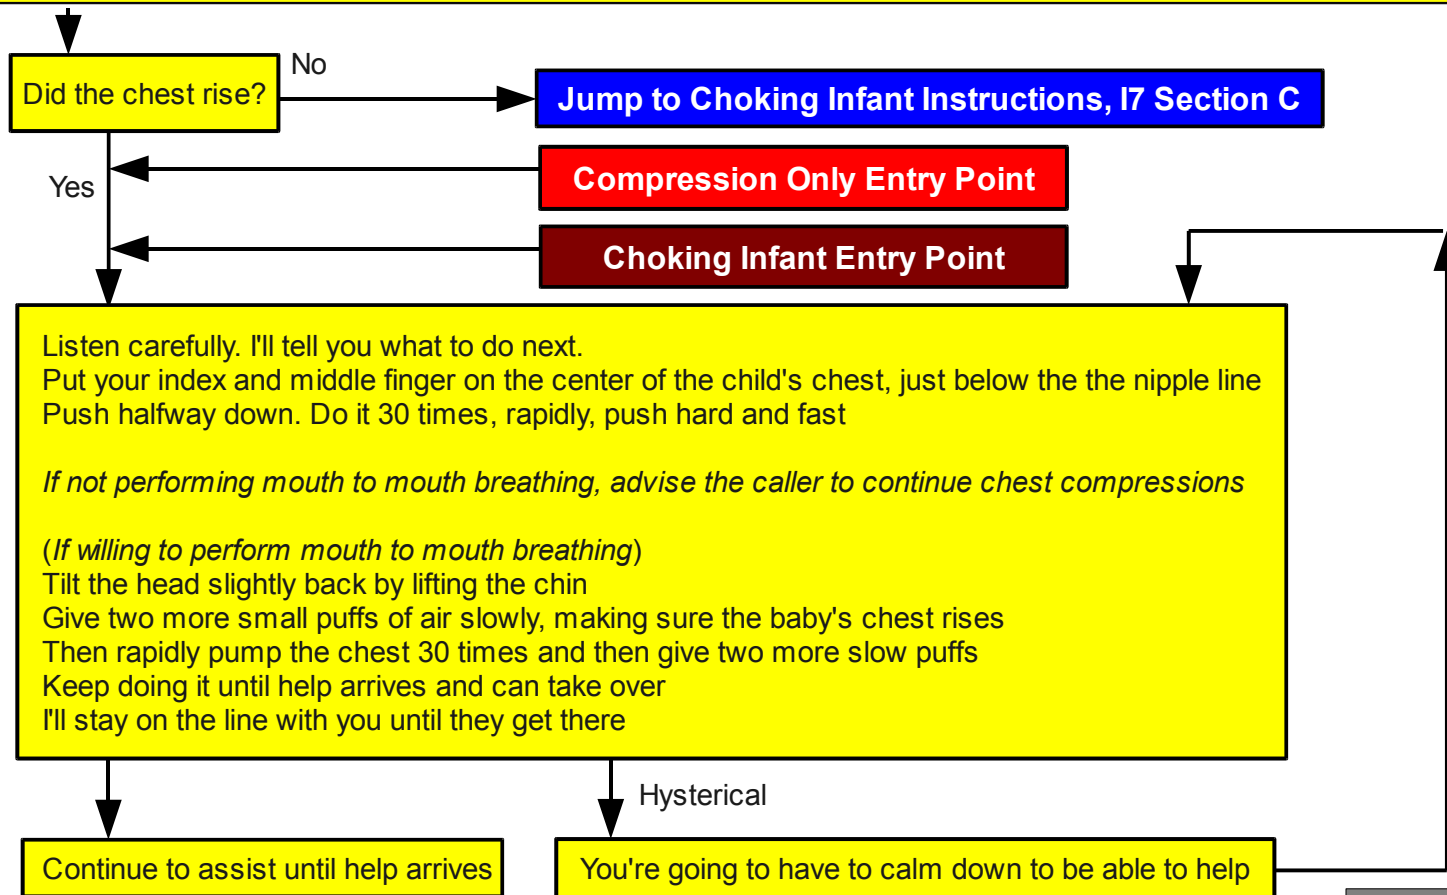 Did the chest rise?
No
Jump to Choking Infant Instructions, I7 Section C
Yes
Compression Only Entry Point
Choking Infant Entry Point
Listen carefully. I'll tell you what to do next.
Put your index and middle finger on the center of the child's chest, just below the the nipple line
Push halfway down. Do it 30 times, rapidly, push hard and fast
If not performing mouth to mouth breathing, advise the caller to continue chest compressions
(If willing to perform mouth to mouth breathing)
Tilt the head slightly back by lifting the chin
Give two more small puffs of air slowly, making sure the baby's chest rises
Then rapidly pump the chest 30 times and then give two more slow puffs
Keep doing it until help arrives and can take over
I'll stay on the line with you until they get there
Hysterical
Continue to assist until help arrives
You're going to have to calm down to be able to help